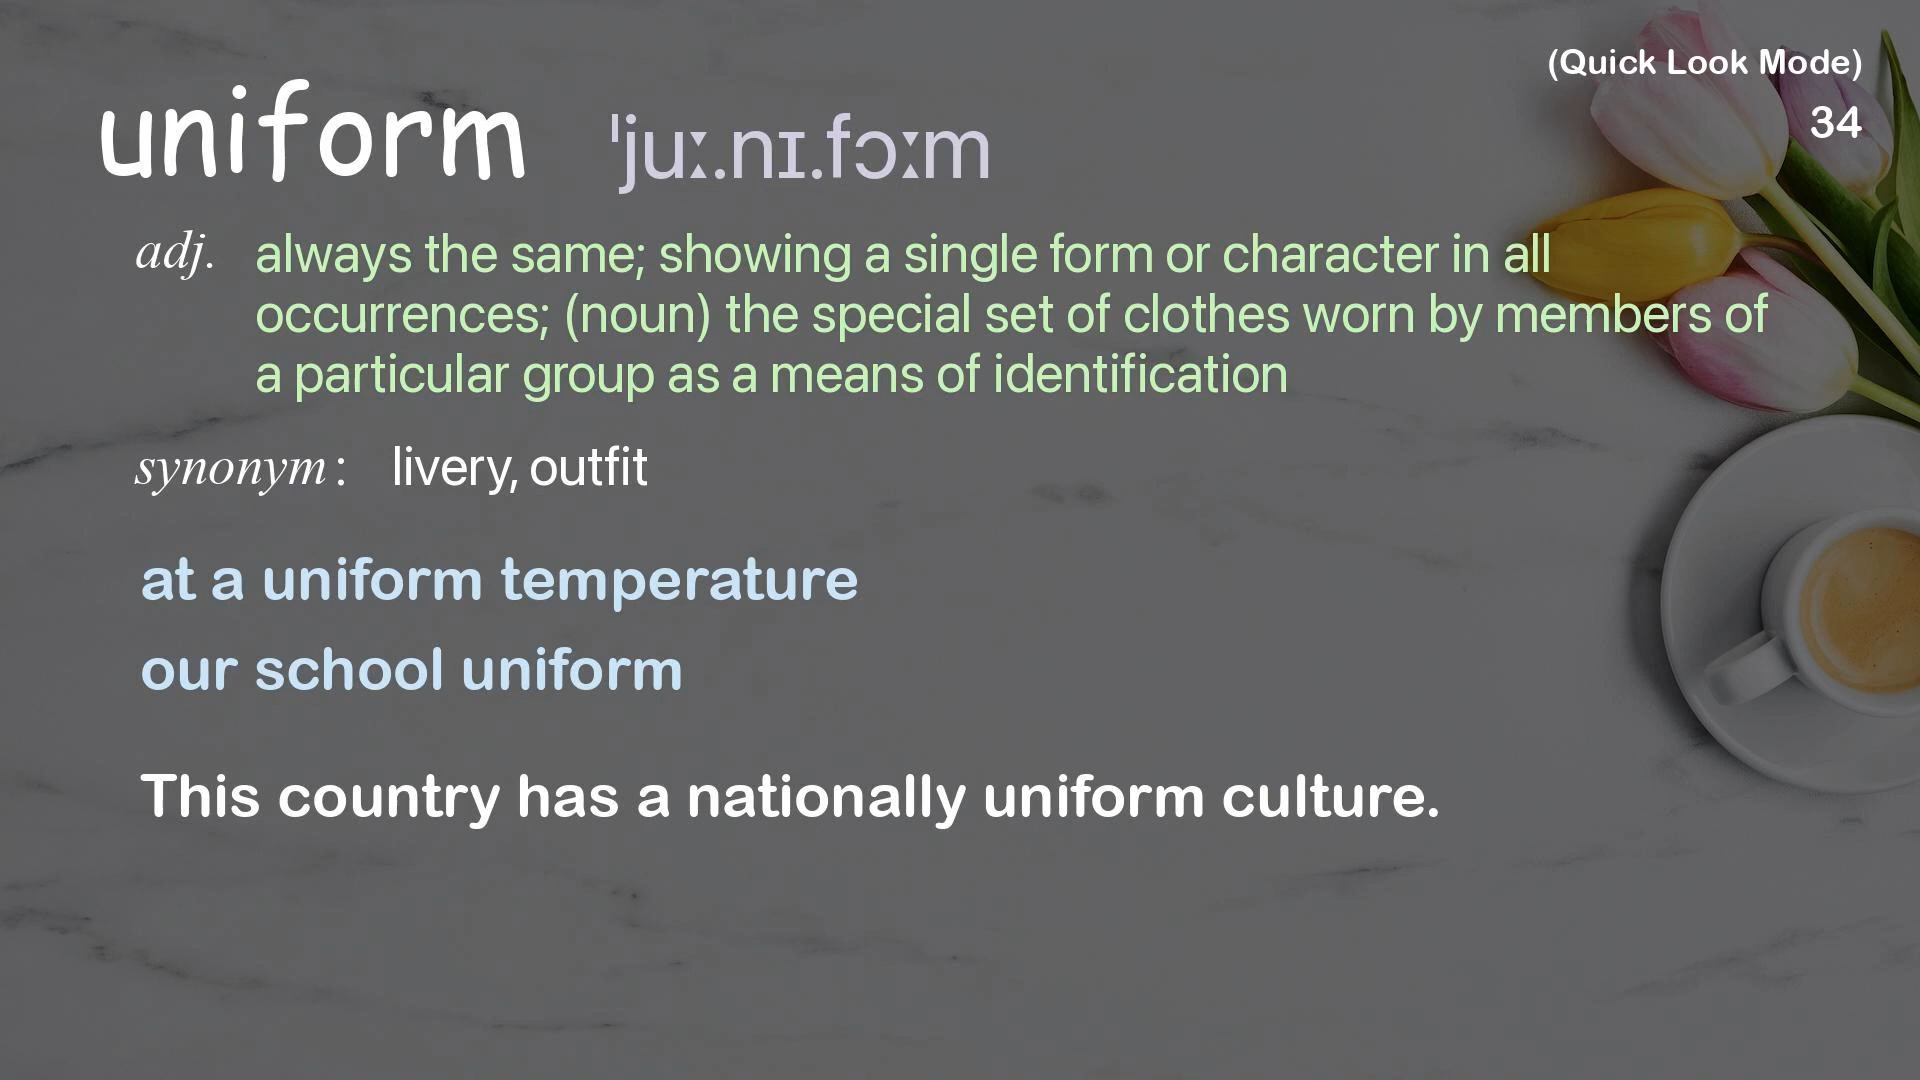 (Quick Look Mode)
34
uniform ˈjuː.nɪ.fɔːm
adj. always the same; showing a single form or character in all
occurrences; (noun) the special set of clothes worn by members of
a particular group as a means of identification
synonym: livery, outfit
at a uniform temperature
our school uniform
This country has a nationally uniform culture.